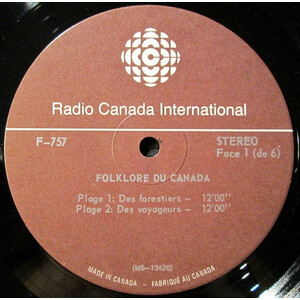 Radio Canada International
F-757
STEREO
Face 1 (de 6)
FOLKLORE DU CANADA
Plage 1: Des forestiers - 12'00"
Plage 2: Des voyageurs - 12'00"
(MS-13420)
MADE IN CANADA - FABRIQUÉ AU CANADA